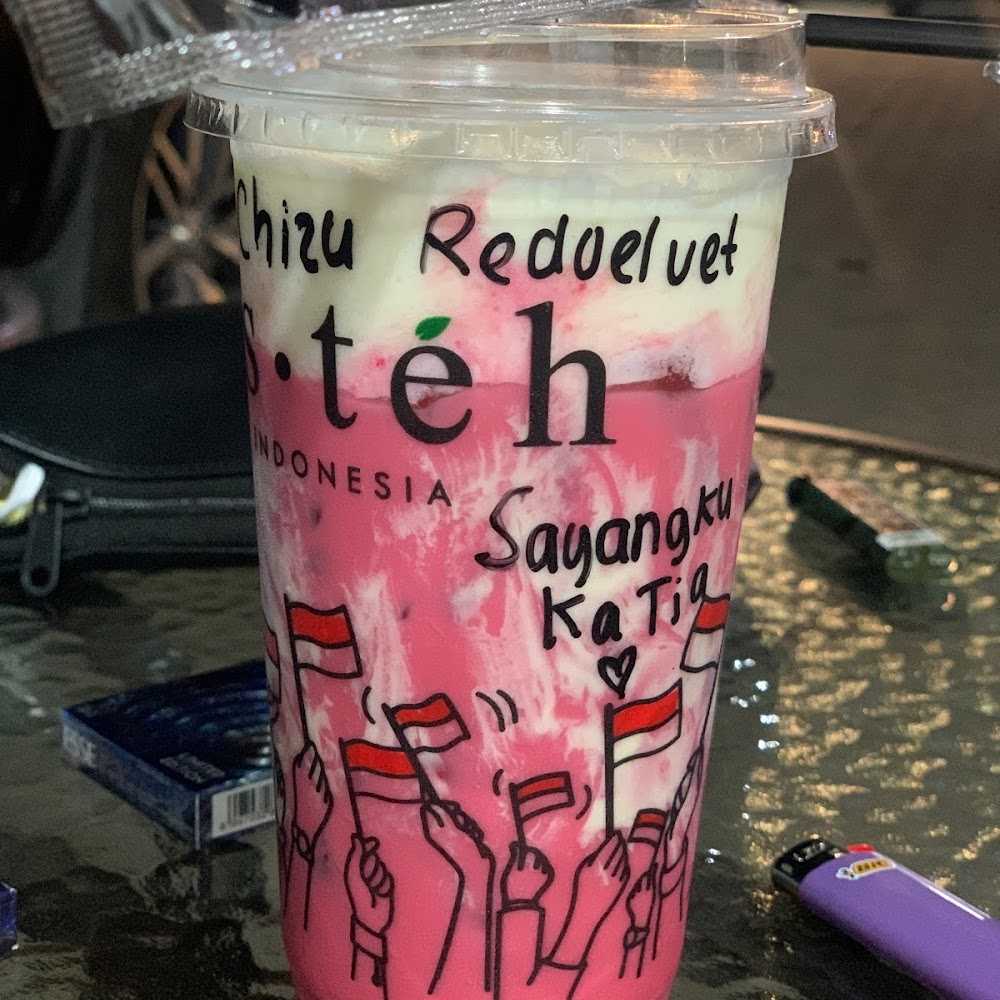 Chizu Redvelvet
s・téh
INDONESIA
Sayangku
Ka Tia